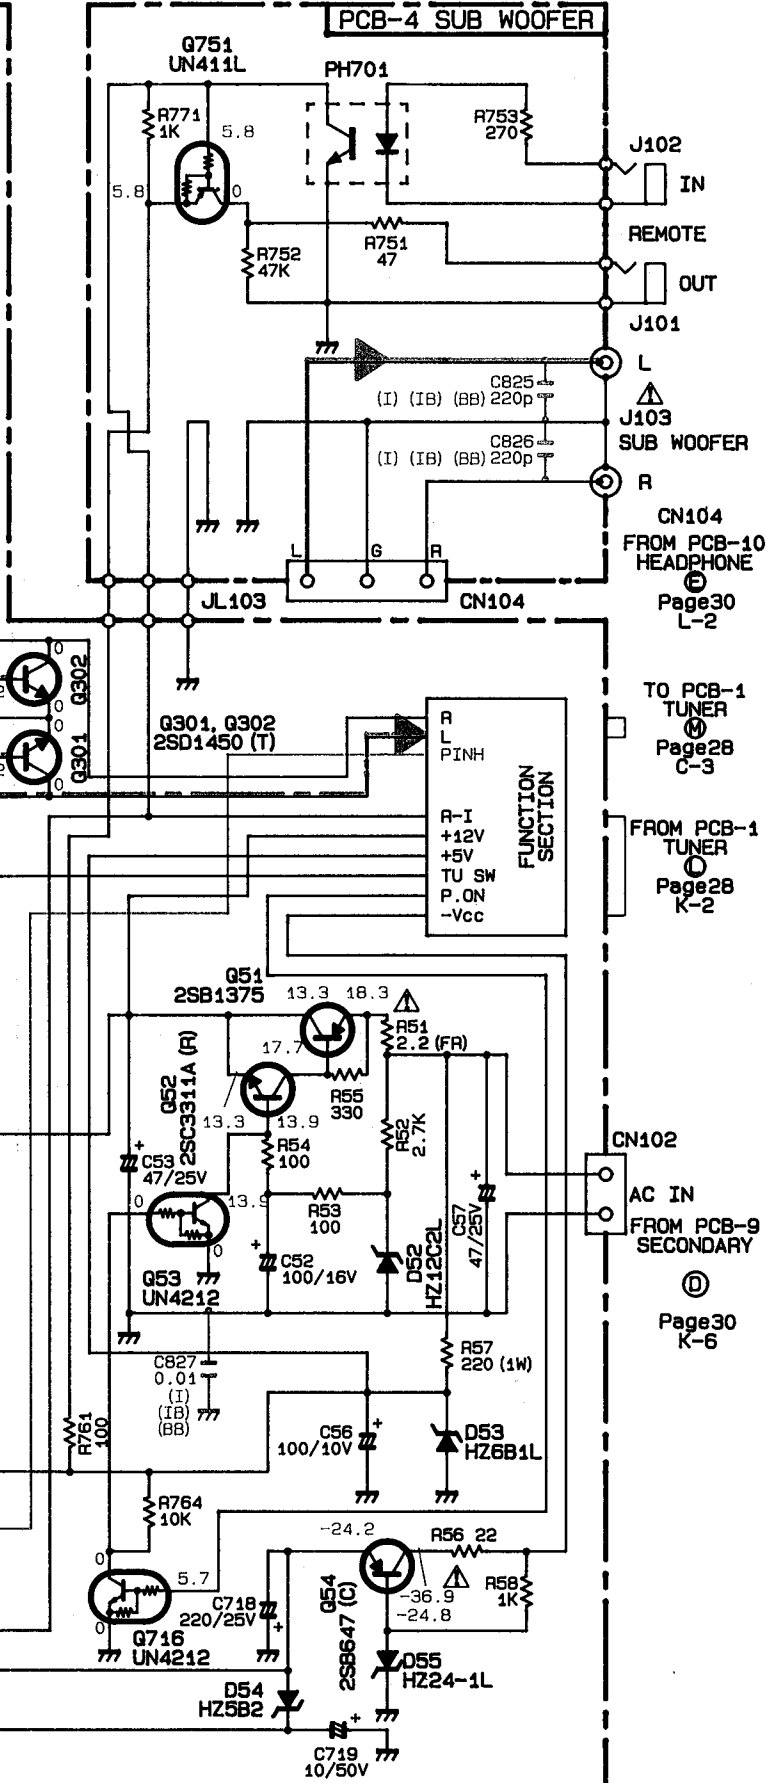 PCB-4 SUB WOOFER
Q751
UN411L
PH701
R771
1K
5.8
R753
270
J102
IN
5.8
0
R752
47K
R751
47
REMOTE
OUT
J101
L
C825
(I) (IB) (BB) 220p
J103
SUB WOOFER
C826
(I) (IB) (BB) 220p
R
CN104
FROM PCB-10
HEADPHONE
E
Page30
L-2
L
G
R
JL103
CN104
0
Q302
0
0
Q301
0
Q301, Q302
2SD1450 (T)
R
L
PINH
R-I
+12V
+5V
TU SW
P.ON
-Vcc
FUNCTION
SECTION
TO PCB-1
TUNER
M
Page28
C-3
FROM PCB-1
TUNER
L
Page28
K-2
Q51
2SB1375
13.3
18.3
R51
2.2 (FR)
Q52
2SC3311A (R)
17.7
R55
330
13.3
13.9
R54
100
R52
2.7K
C53
47/25V
0
13.9
0
R53
100
C52
100/16V
D52
HZ12C2L
C57
47/25V
CN102
AC IN
FROM PCB-9
SECONDARY
D
Page30
K-6
Q53
UN4212
C827
0.01
(I)
(IB)
(BB)
R57
220 (1W)
R761
100
C56
100/10V
D53
HZ6B1L
R764
10K
0
5.7
0
Q716
UN4212
-24.2
R56 22
C718
220/25V
Q54
2SB647 (C)
-36.9
-24.8
R58
1K
D55
HZ24-1L
D54
HZ5B2
C719
10/50V